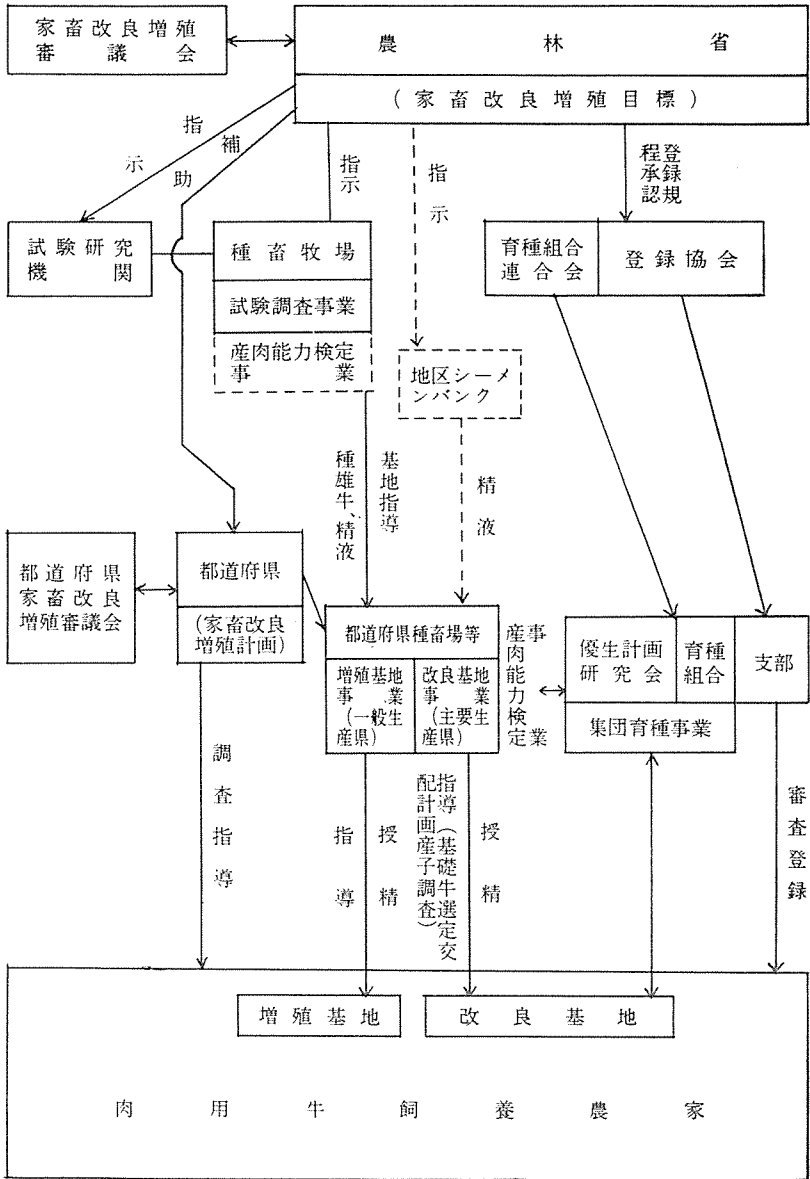 家畜改良増殖
審議会
農林省
(家畜改良増殖目標)
指示
補助
指示
指示
登録規
程承認
試験研究
機関
種畜牧場
試験調査事業
産肉能力検定
事業
育種組合
連合会
登録協会
地区シーメ
ンバンク
基地指導
種雄牛、精液
精液
都道府県
家畜改良
増殖審議会
都道府県
(家畜改良
増殖計画)
都道府県種畜場等
増殖基地
事業
(一般生
産県)
改良基地
事業
(主要生
産県)
産肉能力検定
事業
優生計画
研究会
育種
組合
支部
集団育種事業
調査指導
指導
授精
指導(基礎牛選定交
配計画産子調査)
授精
審査登録
増殖基地
改良基地
肉用牛飼養農家